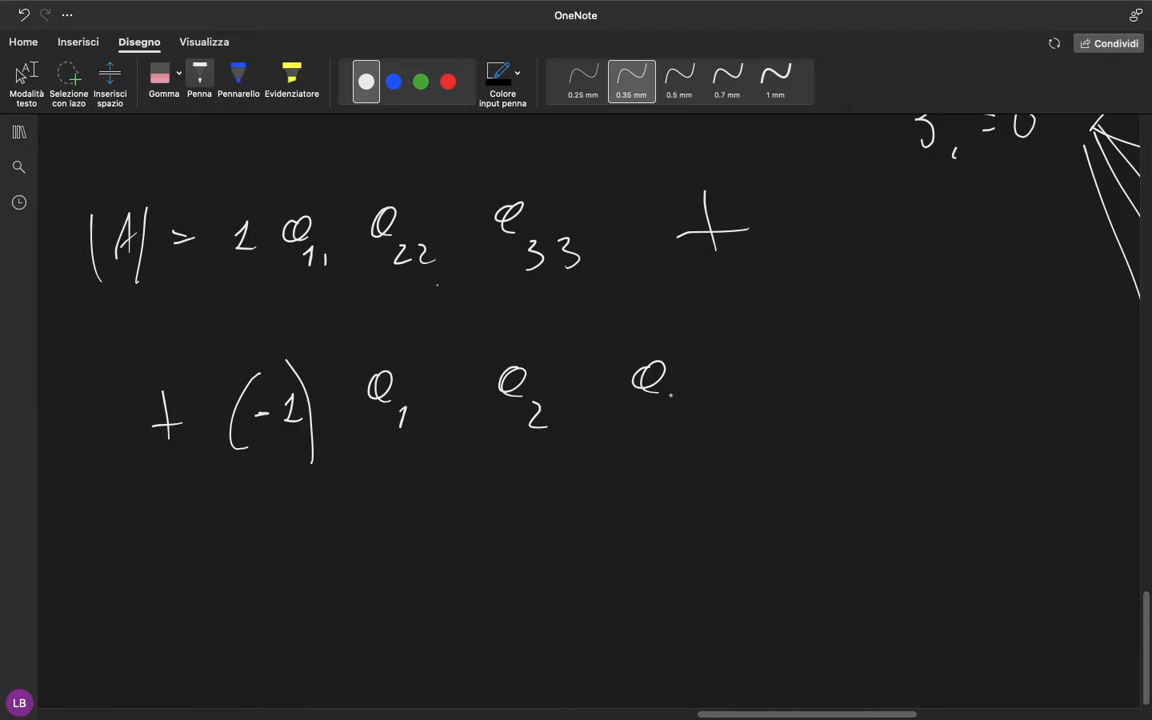 OneNote
Home Inserisci Disegno Visualizza
Condividi
Modalità testo
Selezione con lazo
Inserisci spazio
Gomma
Penna
Pennarello
Evidenziatore
Colore input penna
0.25 mm 0.35 mm 0.5 mm 0.7 mm 1 mm
= 0
|A| = 1 a₁₁ a₂₂ a₃₃ +
+ (-1) a₁ a₂ a
LB